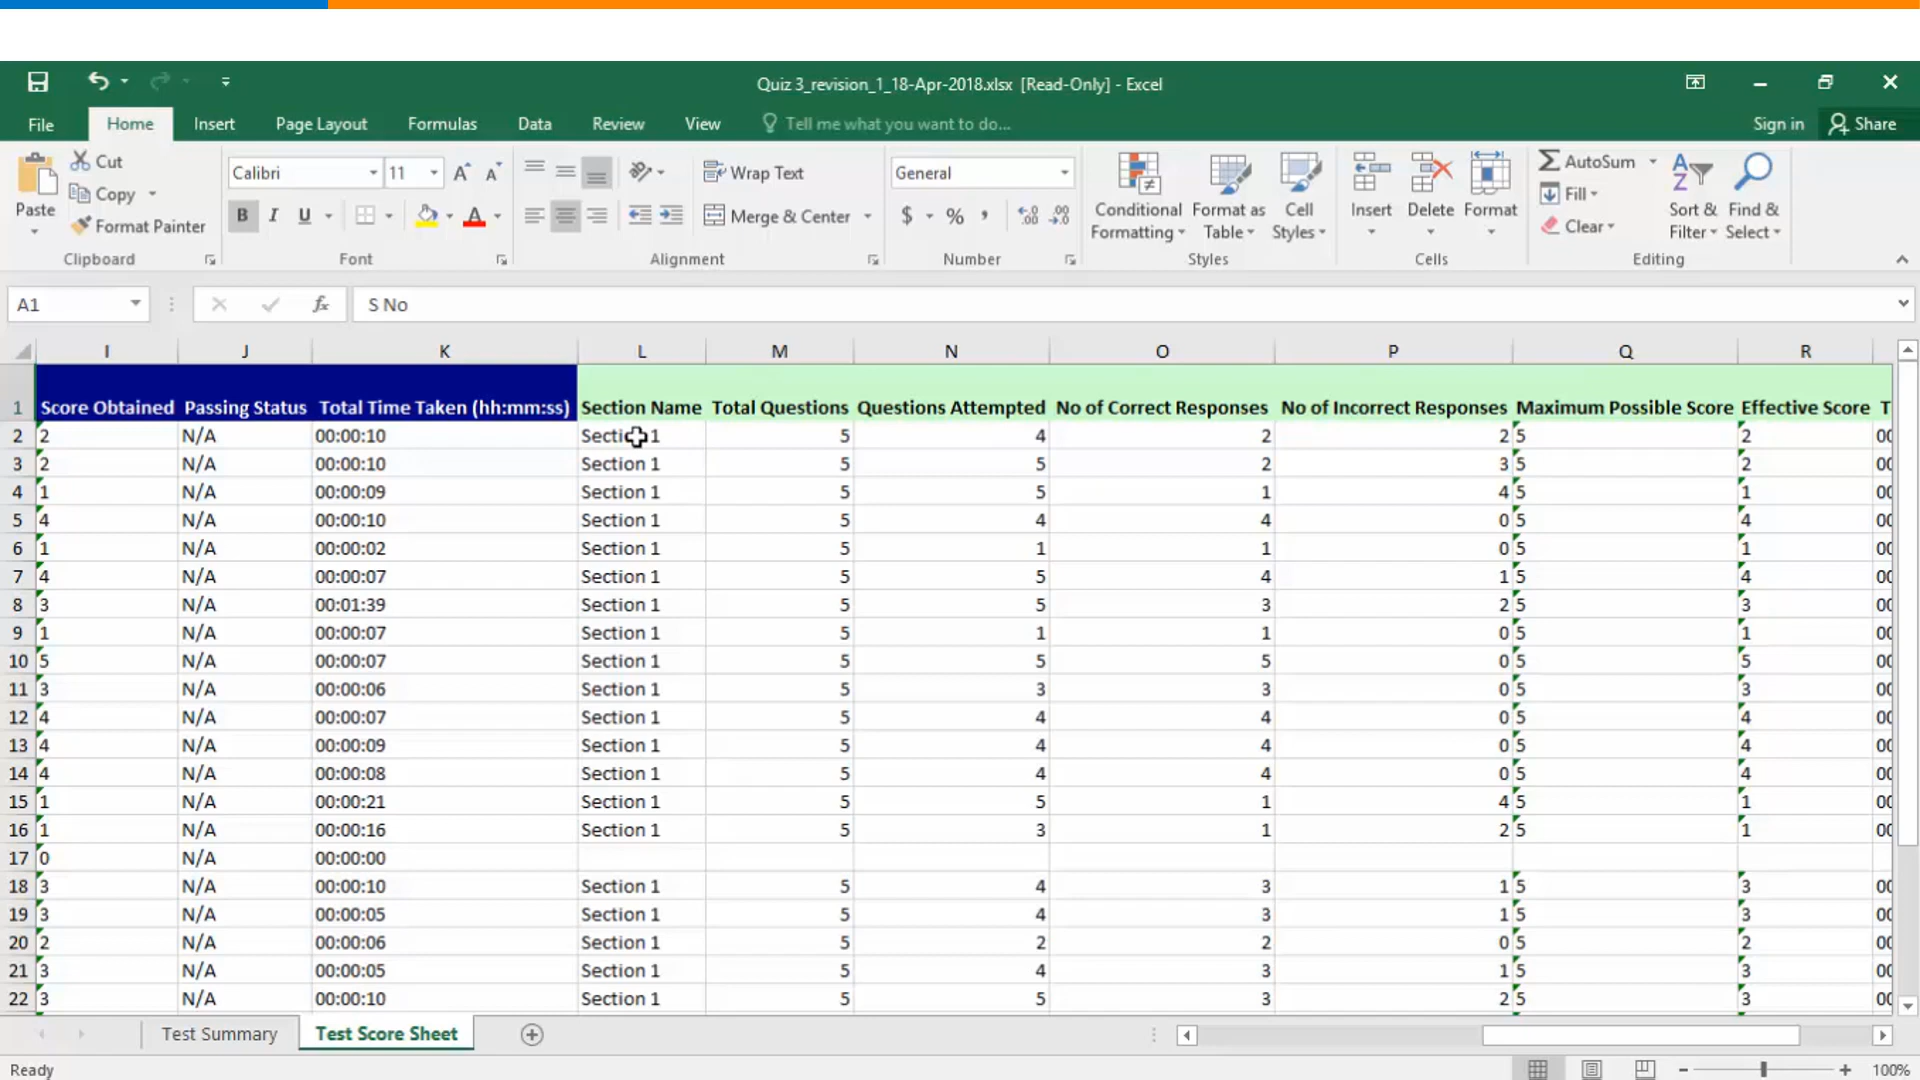 Quiz 3_revision_1_18-Apr-2018.xlsx [Read-Only] - Excel
File Home Insert Page Layout Formulas Data Review View Tell me what you want to do... Sign in Share
Paste Cut Copy Format Painter Clipboard
Calibri 11 B I U A Font
Wrap Text Merge & Center Alignment
General $ % , Number
Conditional Formatting Format as Table Cell Styles Styles
Insert Delete Format Cells
AutoSum Fill Clear Sort & Filter Find & Select Editing
A1 fx S No
I J K L M N O P Q R
1 Score Obtained Passing Status Total Time Taken (hh:mm:ss) Section Name Total Questions Questions Attempted No of Correct Responses No of Incorrect Responses Maximum Possible Score Effective Score T
2 2 N/A 00:00:10 Section 1 5 4 2 2 5 2 00
3 2 N/A 00:00:10 Section 1 5 5 2 3 5 2 00
4 1 N/A 00:00:09 Section 1 5 5 1 4 5 1 00
5 4 N/A 00:00:10 Section 1 5 4 4 0 5 4 00
6 1 N/A 00:00:02 Section 1 5 1 1 0 5 1 00
7 4 N/A 00:00:07 Section 1 5 5 4 1 5 4 00
8 3 N/A 00:01:39 Section 1 5 5 3 2 5 3 00
9 1 N/A 00:00:07 Section 1 5 1 1 0 5 1 00
10 5 N/A 00:00:07 Section 1 5 5 5 0 5 5 00
11 3 N/A 00:00:06 Section 1 5 3 3 0 5 3 00
12 4 N/A 00:00:07 Section 1 5 4 4 0 5 4 00
13 4 N/A 00:00:09 Section 1 5 4 4 0 5 4 00
14 4 N/A 00:00:08 Section 1 5 4 4 0 5 4 00
15 1 N/A 00:00:21 Section 1 5 5 1 4 5 1 00
16 1 N/A 00:00:16 Section 1 5 3 1 2 5 1 00
17 0 N/A 00:00:00
18 3 N/A 00:00:10 Section 1 5 4 3 1 5 3 00
19 3 N/A 00:00:05 Section 1 5 4 3 1 5 3 00
20 2 N/A 00:00:06 Section 1 5 2 2 0 5 2 00
21 3 N/A 00:00:05 Section 1 5 4 3 1 5 3 00
22 3 N/A 00:00:10 Section 1 5 5 3 2 5 3 00
Test Summary Test Score Sheet
Ready 100%